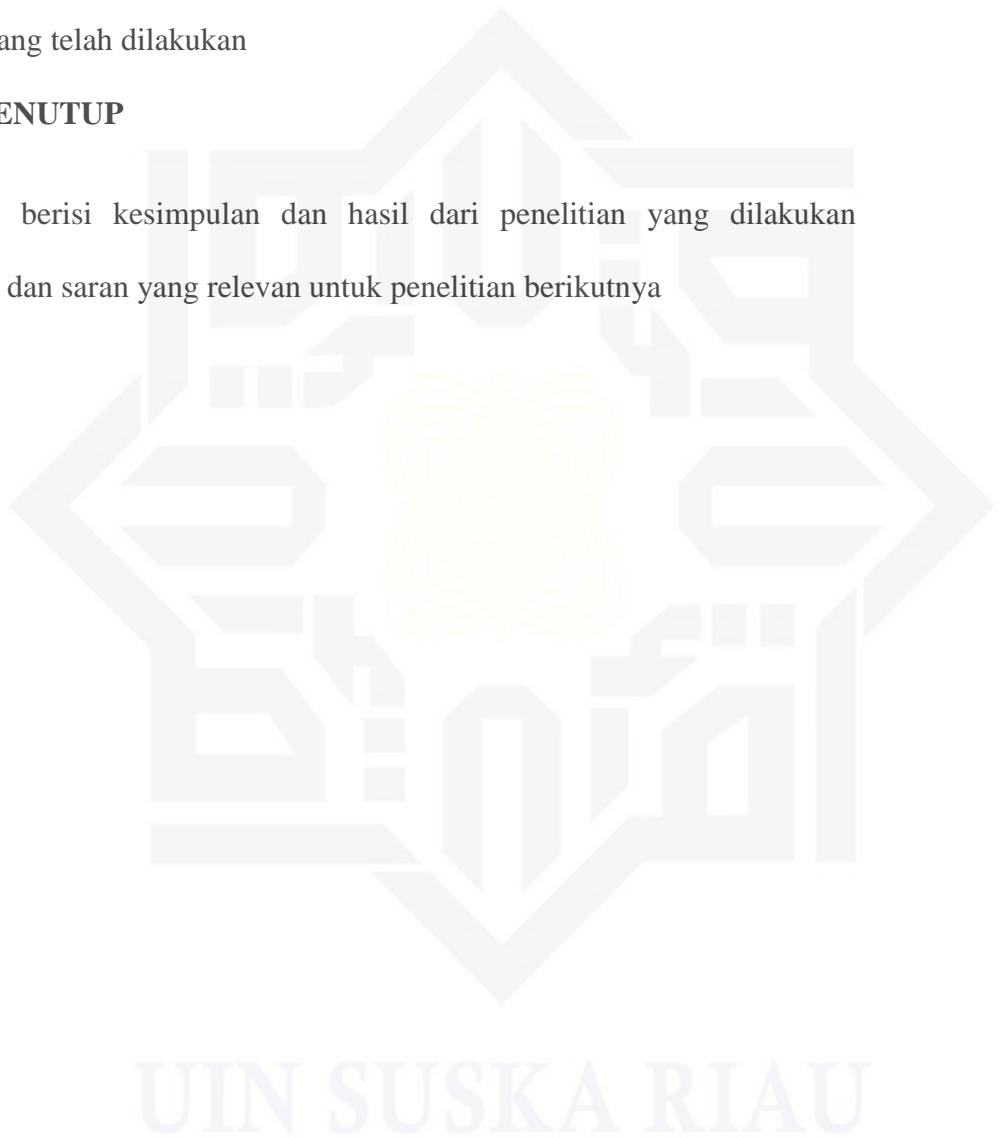 ang telah dilakukan
ENUTUP
berisi kesimpulan dan hasil dari penelitian yang dilakukan
dan saran yang relevan untuk penelitian berikutnya
UIN SUSKA RIAU